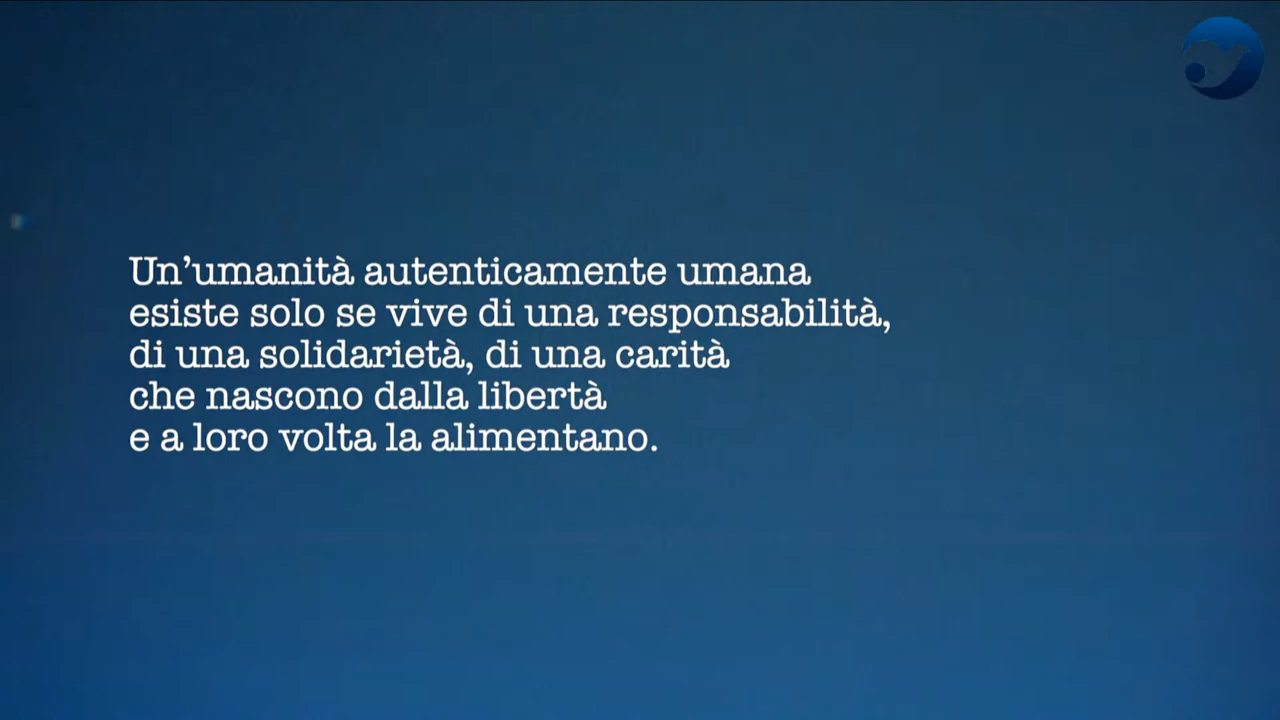 Un’umanità autenticamente umana
esiste solo se vive di una responsabilità,
di una solidarietà, di una carità
che nascono dalla libertà
e a loro volta la alimentano.